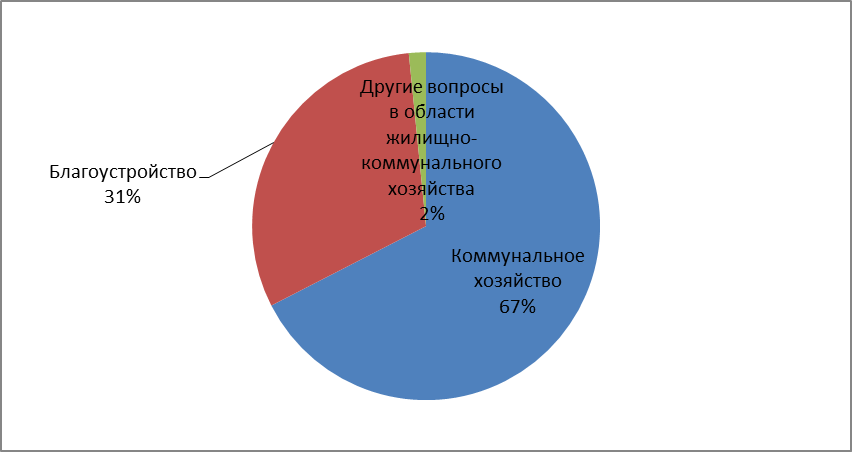 Другие вопросы
в области
жилищно-
коммунального
хозяйства
2%
Благоустройство
31%
Коммунальное
хозяйство
67%